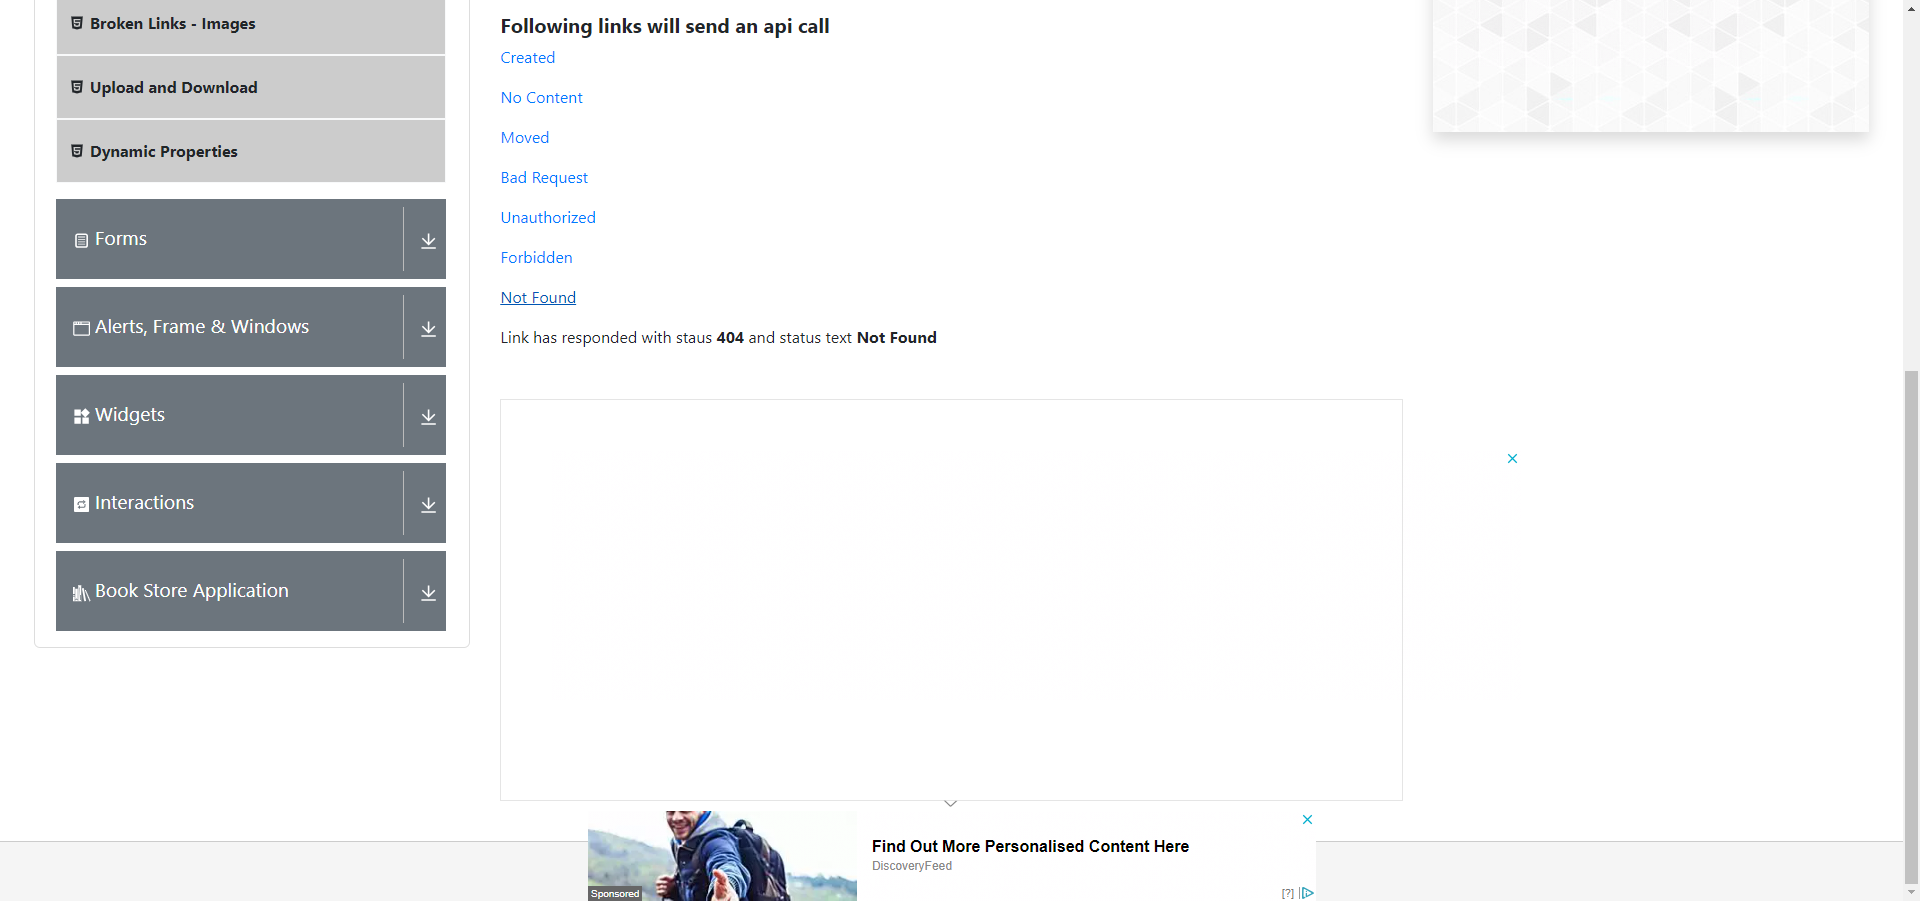 Broken Links - Images
Upload and Download
Dynamic Properties
Forms
Alerts, Frame & Windows
Widgets
Interactions
Book Store Application
Following links will send an api call
Created
No Content
Moved
Bad Request
Unauthorized
Forbidden
Not Found
Link has responded with staus 404 and status text Not Found
Sponsored
Find Out More Personalised Content Here
DiscoveryFeed
[?]